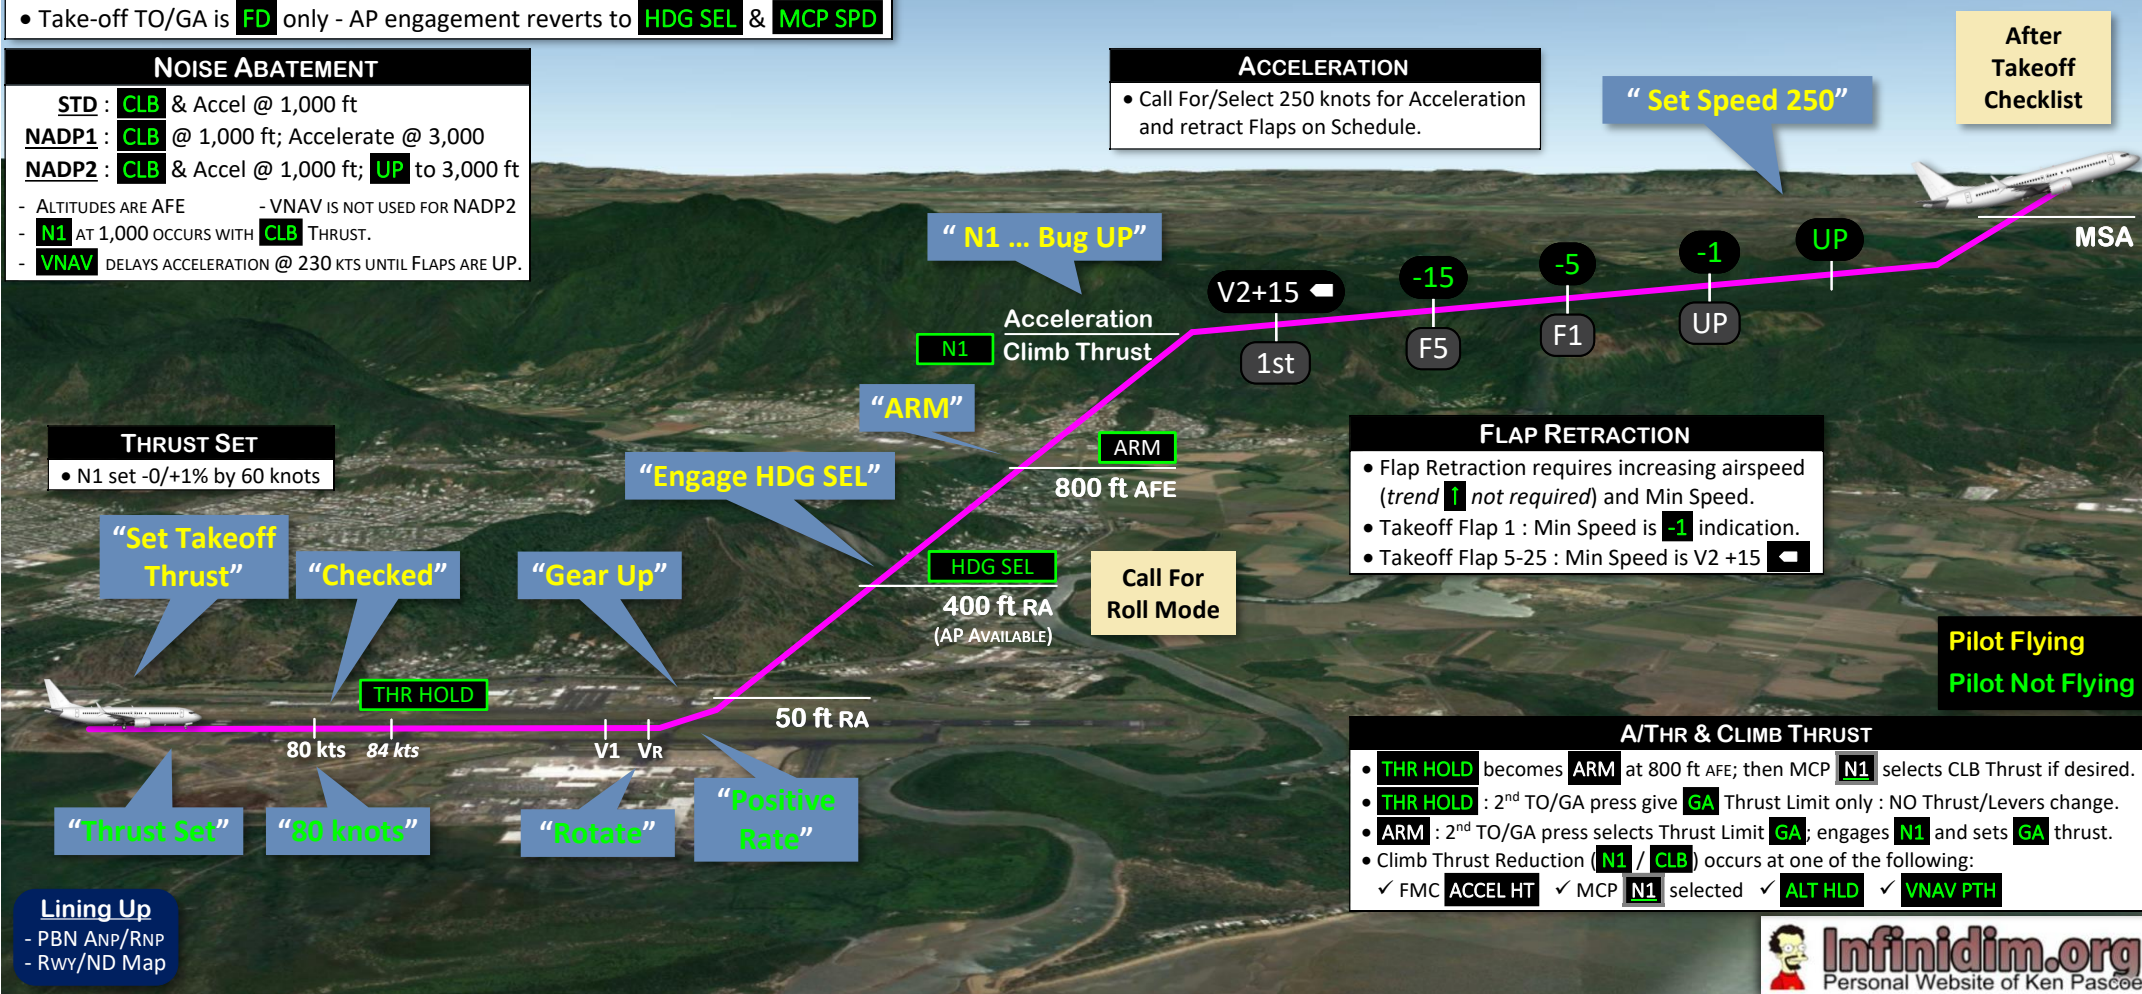 • Take-off TO/GA is FD only - AP engagement reverts to HDG SEL & MCP SPD
NOISE ABATEMENT
STD : CLB & Accel @ 1,000 ft
NADP1 : CLB @ 1,000 ft; Accelerate @ 3,000
NADP2 : CLB & Accel @ 1,000 ft; UP to 3,000 ft
- ALTITUDES ARE AFE - VNAV IS NOT USED FOR NADP2
- N1 AT 1,000 OCCURS WITH CLB THRUST.
- VNAV DELAYS ACCELERATION @ 230 KTS UNTIL FLAPS ARE UP.
ACCELERATION
• Call For/Select 250 knots for Acceleration
and retract Flaps on Schedule.
“ Set Speed 250”
After
Takeoff
Checklist
MSA
“ N1 ... Bug UP”
V2+15
-15
-5
-1
UP
1st
F5
F1
UP
Acceleration
N1 Climb Thrust
“ARM”
ARM
800 ft AFE
THRUST SET
• N1 set -0/+1% by 60 knots
“Engage HDG SEL”
HDG SEL
400 ft RA
(AP AVAILABLE)
Call For
Roll Mode
FLAP RETRACTION
• Flap Retraction requires increasing airspeed
(trend ↑ not required) and Min Speed.
• Takeoff Flap 1 : Min Speed is -1 indication.
• Takeoff Flap 5-25 : Min Speed is V2 +15
“Set Takeoff
Thrust”
“Checked”
“Gear Up”
THR HOLD
50 ft RA
80 kts
84 kts
V1
VR
“Thrust Set”
“80 knots”
“Rotate”
“Positive
Rate”
Pilot Flying
Pilot Not Flying
A/THR & CLIMB THRUST
• THR HOLD becomes ARM at 800 ft AFE; then MCP N1 selects CLB Thrust if desired.
• THR HOLD : 2nd TO/GA press give GA Thrust Limit only : NO Thrust/Levers change.
• ARM : 2nd TO/GA press selects Thrust Limit GA; engages N1 and sets GA thrust.
• Climb Thrust Reduction ( N1 / CLB ) occurs at one of the following:
✓ FMC ACCEL HT ✓ MCP N1 selected ✓ ALT HLD ✓ VNAV PTH
Lining Up
- PBN ANP/RNP
- RWY/ND Map
Infinidim.org
Personal Website of Ken Pascoe